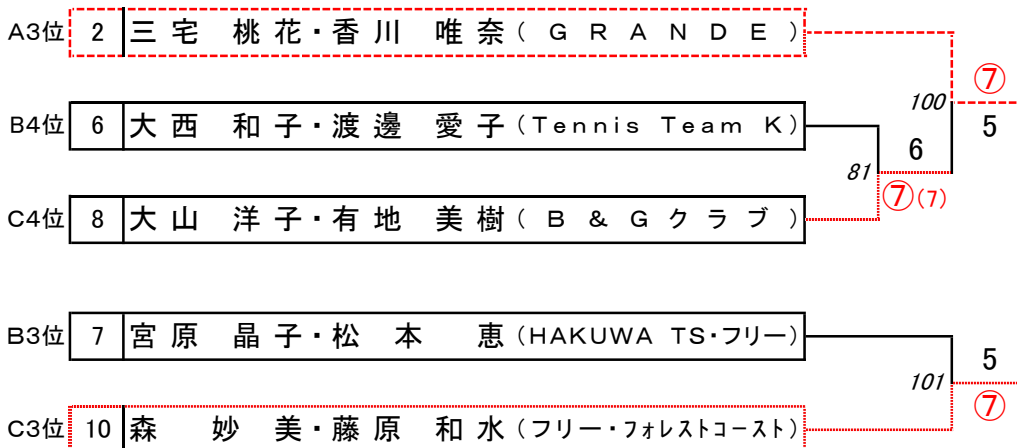 A3位 2 三宅 桃花・香川 唯奈(GRANDE)
⑦
100
5
B4位 6 大西 和子・渡邊 愛子(Tennis Team K)
6
81
⑦(7)
C4位 8 大山 洋子・有地 美樹(B&Gクラブ)
B3位 7 宮原 晶子・松本 恵(HAKUWA TS・フリー)
5
101
⑦
C3位 10 森 妙美・藤原 和水(フリー・フォレストコースト)